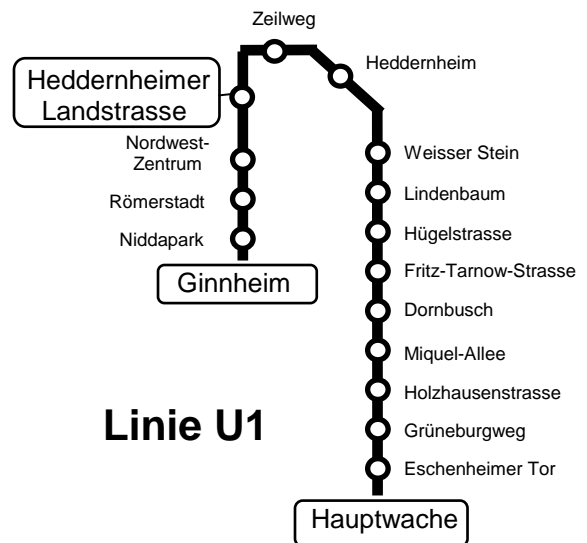 Zeilweg
Heddernheim
Heddernheimer
Landstrasse
Nordwest-
Zentrum
Römerstadt
Niddapark
Ginnheim
Weisser Stein
Lindenbaum
Hügelstrasse
Fritz-Tarnow-Strasse
Dornbusch
Miquel-Allee
Holzhausenstrasse
Grüneburgweg
Eschenheimer Tor
Hauptwache
Linie U1